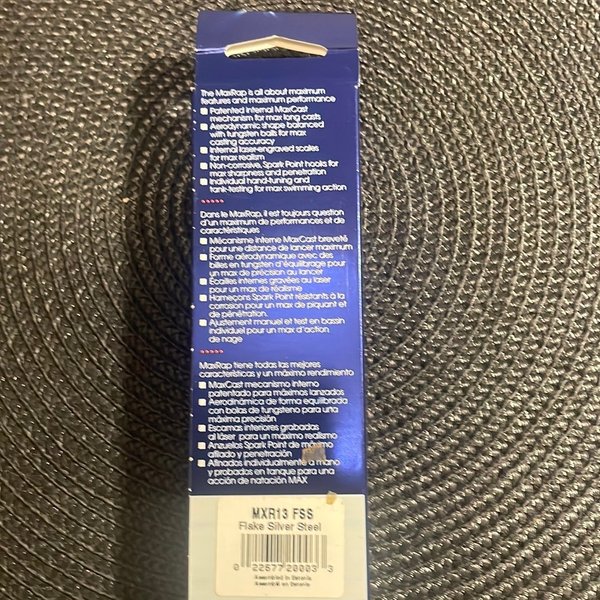 The MaxRap is all about maximum
features and maximum performance
Patented internal MaxCast
mechanism for max long casts
Aerodynamic shape balanced
with tungsten balls for max
casting accuracy
Internal laser-engraved scales
for max realism
Non-corrosive, Spark Point hooks for
max sharpness and penetration
Individual hand-tuning and
tank-testing for max swimming action
Dans le MaxRap, il est toujours question
d'un maximum de performances et de
caractéristiques
Mécanisme interne MaxCast breveté
pour une distance de lancer maximum
Forme aérodynamique avec des
billes en tungsten d'équilibrage pour
un max de précision au lancer
Écailles internes gravées au laser
pour un max de réalisme
Hameçons Spark Point résistants à la
corrosion pour un max de piquant et
de pénétration.
Ajustement manuel et test en bassin
individuel pour un max d'action
de nage
MaxRap tiene todas las mejores
características y un máximo rendimiento
MaxCast mecanismo interno
patentado para máximos lanzados
Aerodinámica de forma equilibrada
con bolas de tungsteno para una
máxima precisión
Escamas interiores grabadas
al láser para un máximo realismo
Anzuelos Spark Point de máximo
afilado y penetración
Afinados individualmente a mano
y probados en tanque para una
acción de natación MAX
MXR13 FSS
Flake Silver Steel
0 22677 20003 3
Assembled in Estonia